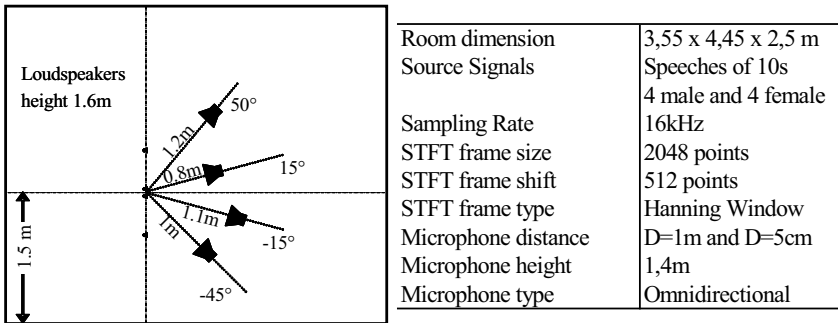 Loudspeakers
height 1.6m
50°
1.2m
0.8m
15°
1.1m
-15°
1m
-45°
1.5 m
Room dimension 3,55 x 4,45 x 2,5 m
Source Signals Speeches of 10s
4 male and 4 female
Sampling Rate 16kHz
STFT frame size 2048 points
STFT frame shift 512 points
STFT frame type Hanning Window
Microphone distance D=1m and D=5cm
Microphone height 1,4m
Microphone type Omnidirectional